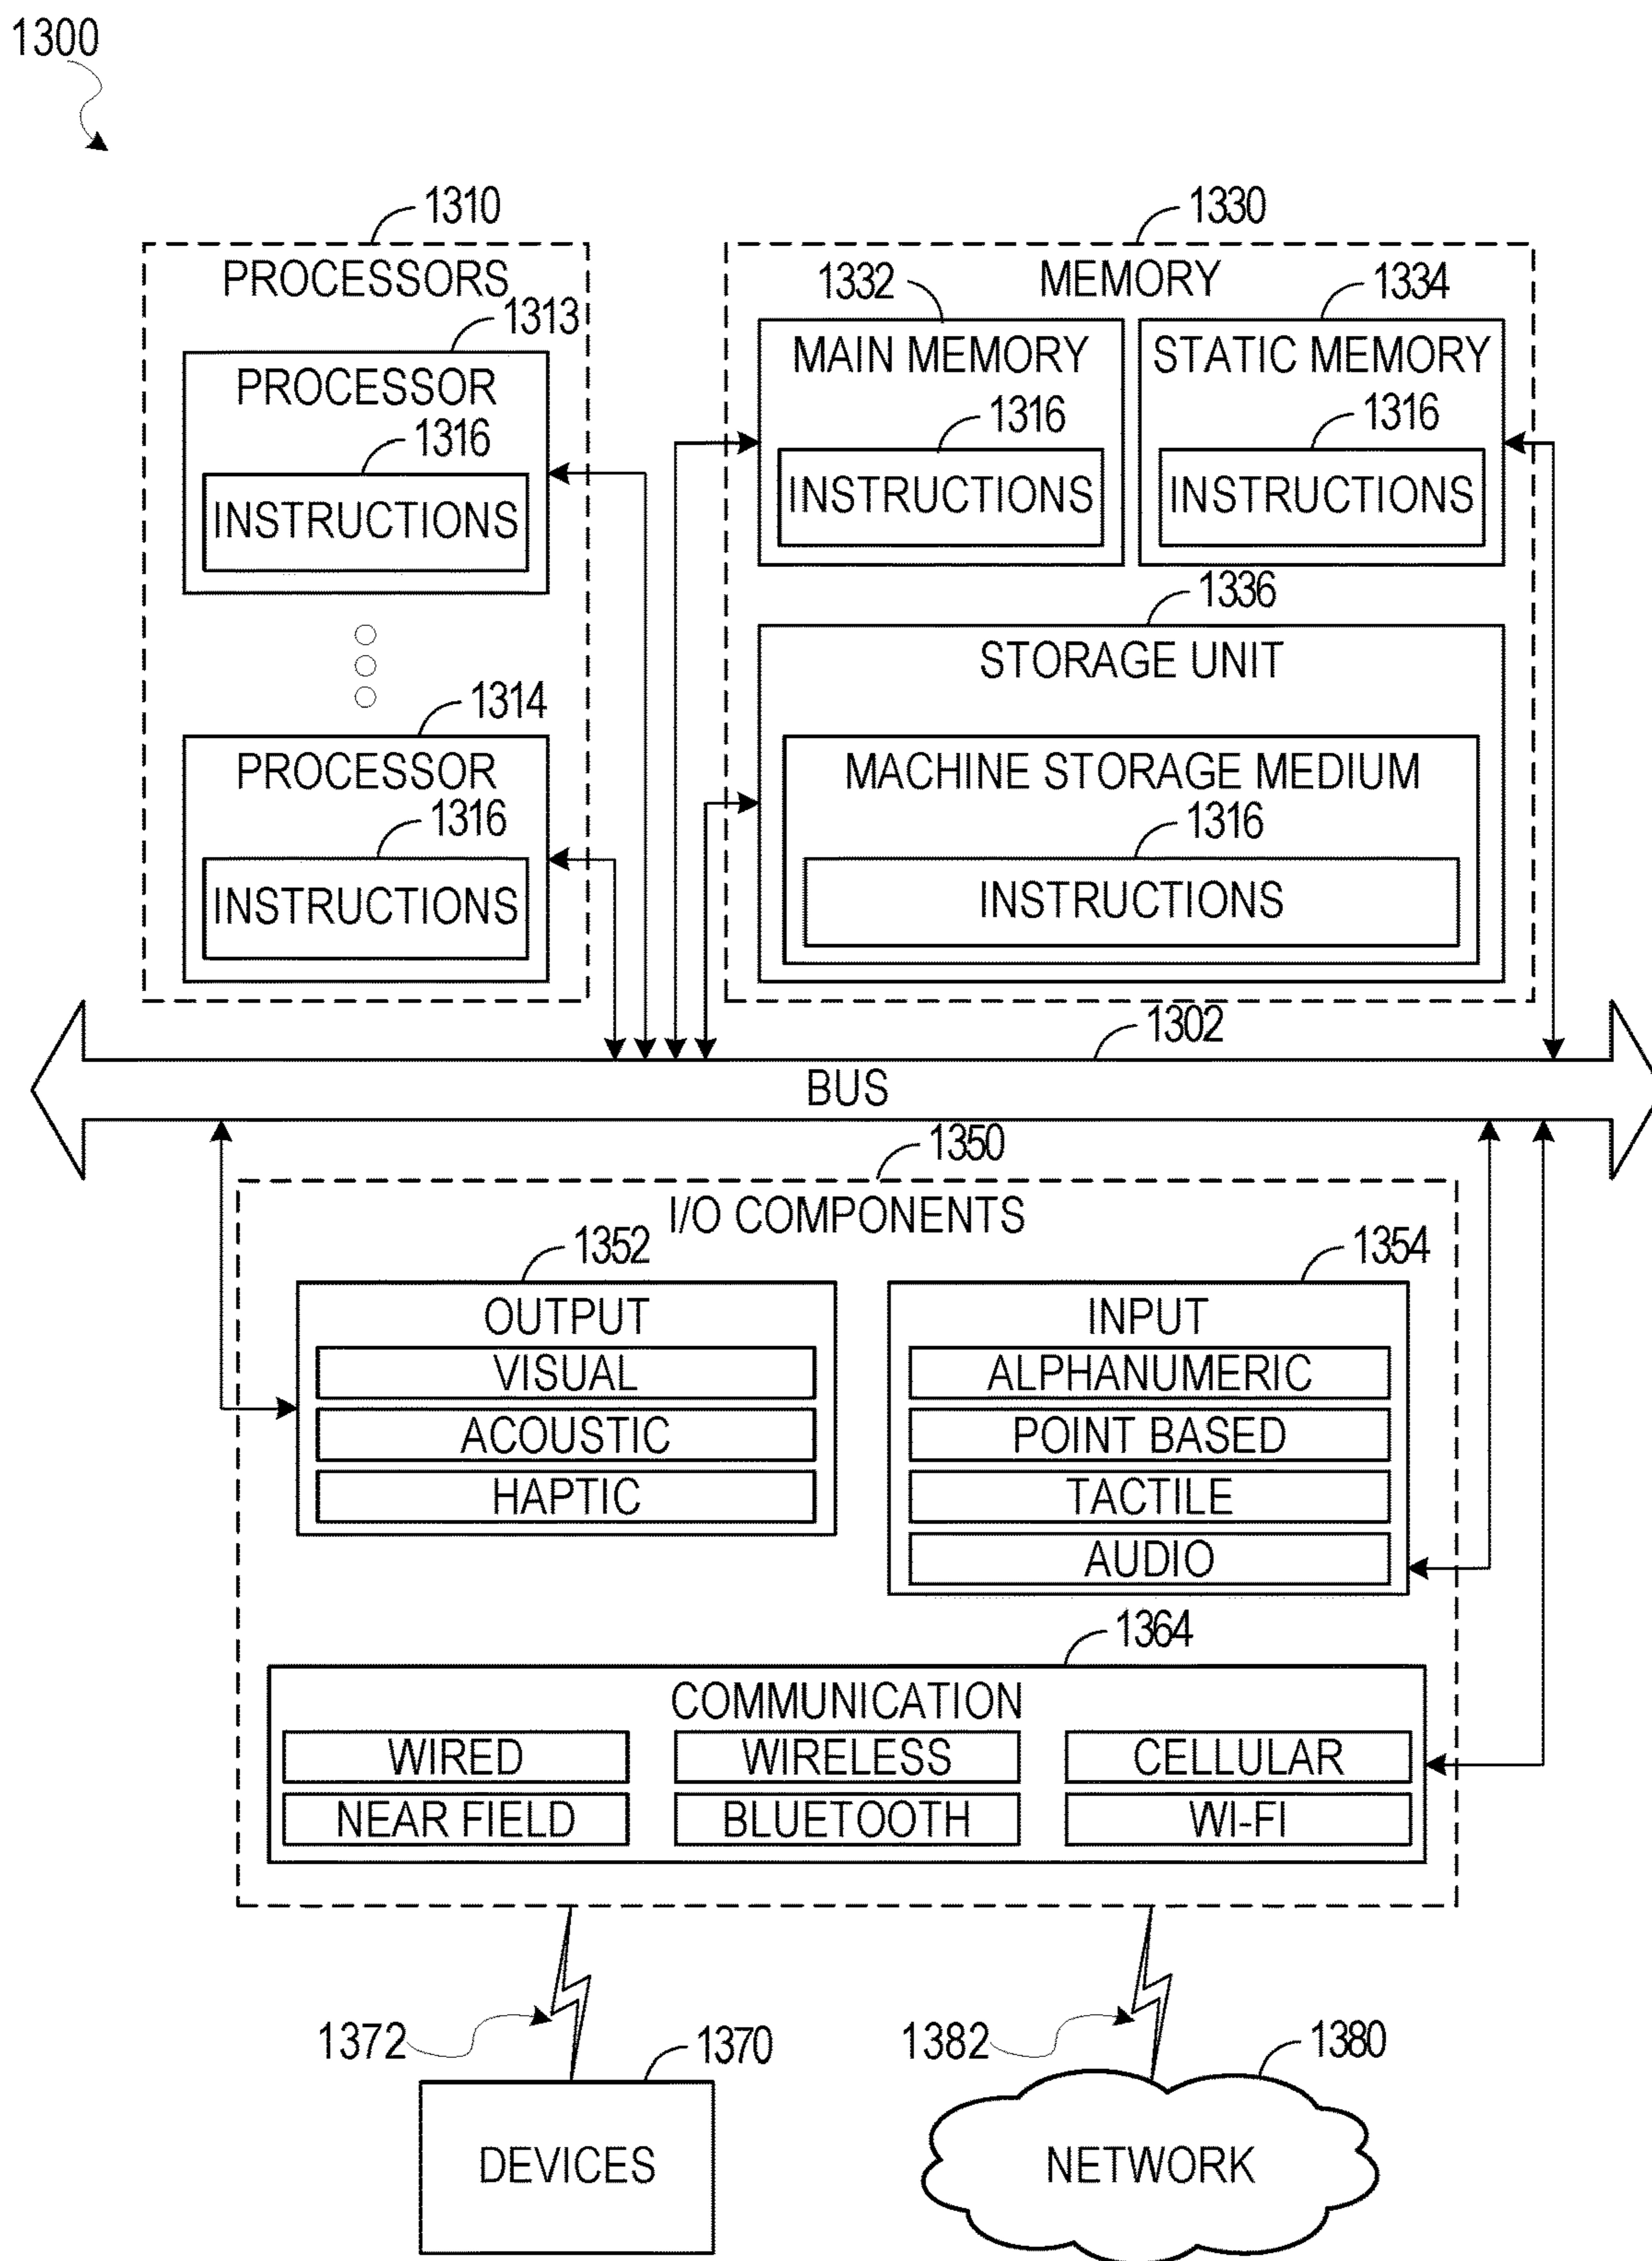 1300
1310
PROCESSORS
1313
PROCESSOR
1316
INSTRUCTIONS
1314
PROCESSOR
1316
INSTRUCTIONS
1330
MEMORY
1332
MAIN MEMORY
1316
INSTRUCTIONS
1334
STATIC MEMORY
1316
INSTRUCTIONS
1336
STORAGE UNIT
MACHINE STORAGE MEDIUM
1316
INSTRUCTIONS
1302
BUS
1350
I/O COMPONENTS
1352
OUTPUT
VISUAL
ACOUSTIC
HAPTIC
1354
INPUT
ALPHANUMERIC
POINT BASED
TACTILE
AUDIO
1364
COMMUNICATION
WIRED
WIRELESS
CELLULAR
NEAR FIELD
BLUETOOTH
WI-FI
1372
1370
DEVICES
1382
1380
NETWORK